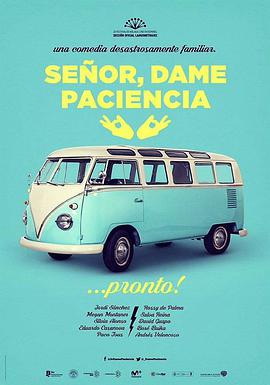 una comedia desastrosamente familiar.
SEÑOR, DAME
PACIENCIA
...pronto!
Jordi Sánchez
Rossy de Palma
Megan Montaner
Salva Reina
Silvia Alonso
David Guapo
Eduardo Casanova
Boré Buika
Paco Tous
Andrés Velencoso